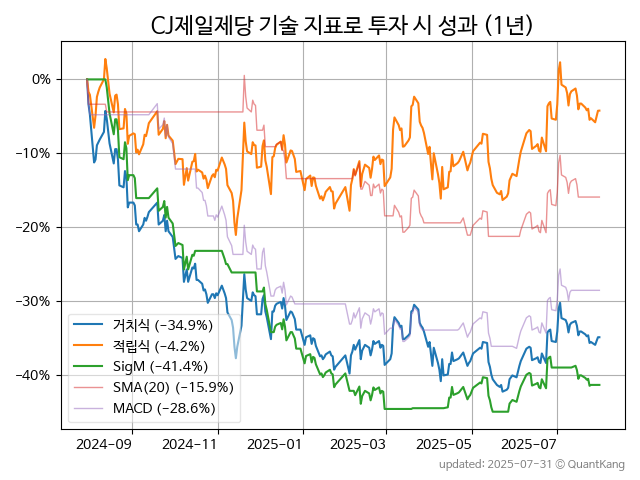 CJ제일제당 기술 지표로 투자 시 성과 (1년)
0%
−10%
−20%
−30%
−40%
거치식 (−34.9%)
적립식 (−4.2%)
SigM (−41.4%)
SMA(20) (−15.9%)
MACD (−28.6%)
2024-09 2024-11 2025-01 2025-03 2025-05 2025-07
updated: 2025-07-31 © QuantKang